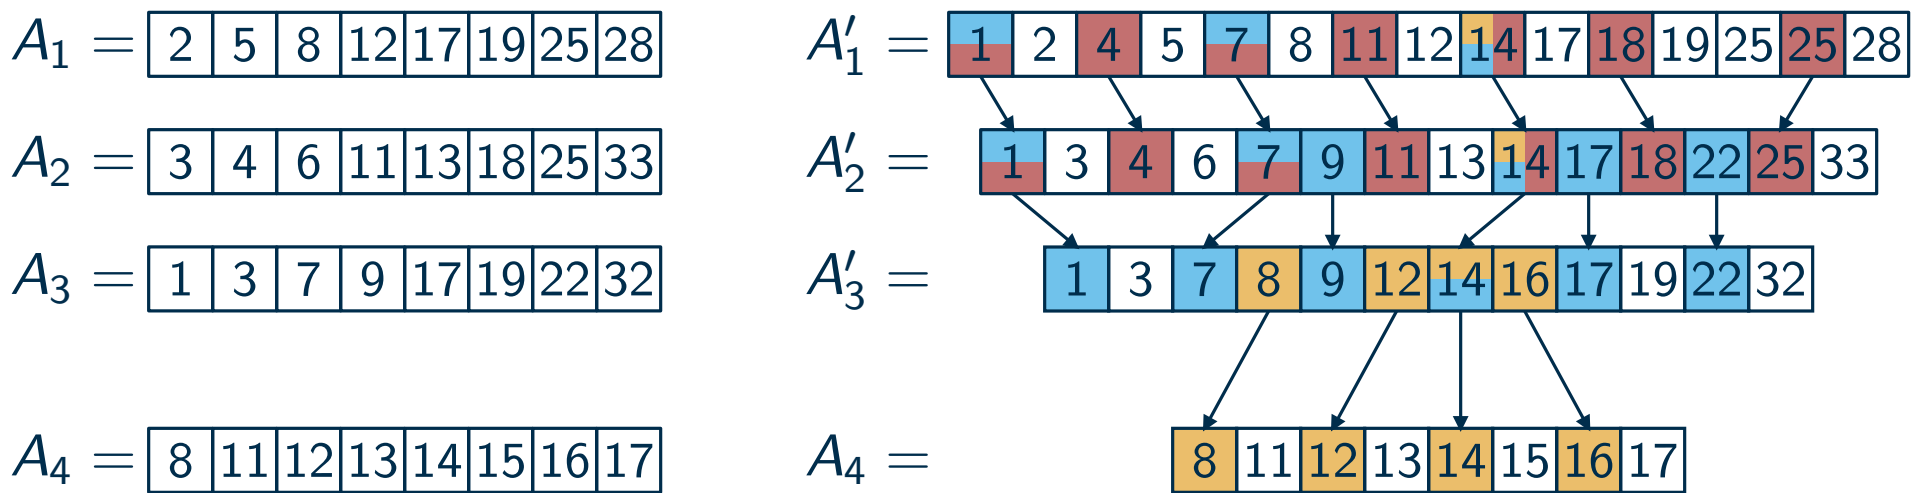 A₁ = 2 5 8 12 17 19 25 28
A′₁ = 1 2 4 5 7 8 11 12 14 17 18 19 25 25 28
A₂ = 3 4 6 11 13 18 25 33
A′₂ = 1 3 4 6 7 9 11 13 14 17 18 22 25 33
A₃ = 1 3 7 9 17 19 22 32
A′₃ = 1 3 7 8 9 12 14 16 17 19 22 32
A₄ = 8 11 12 13 14 15 16 17
A₄ = 8 11 12 13 14 15 16 17